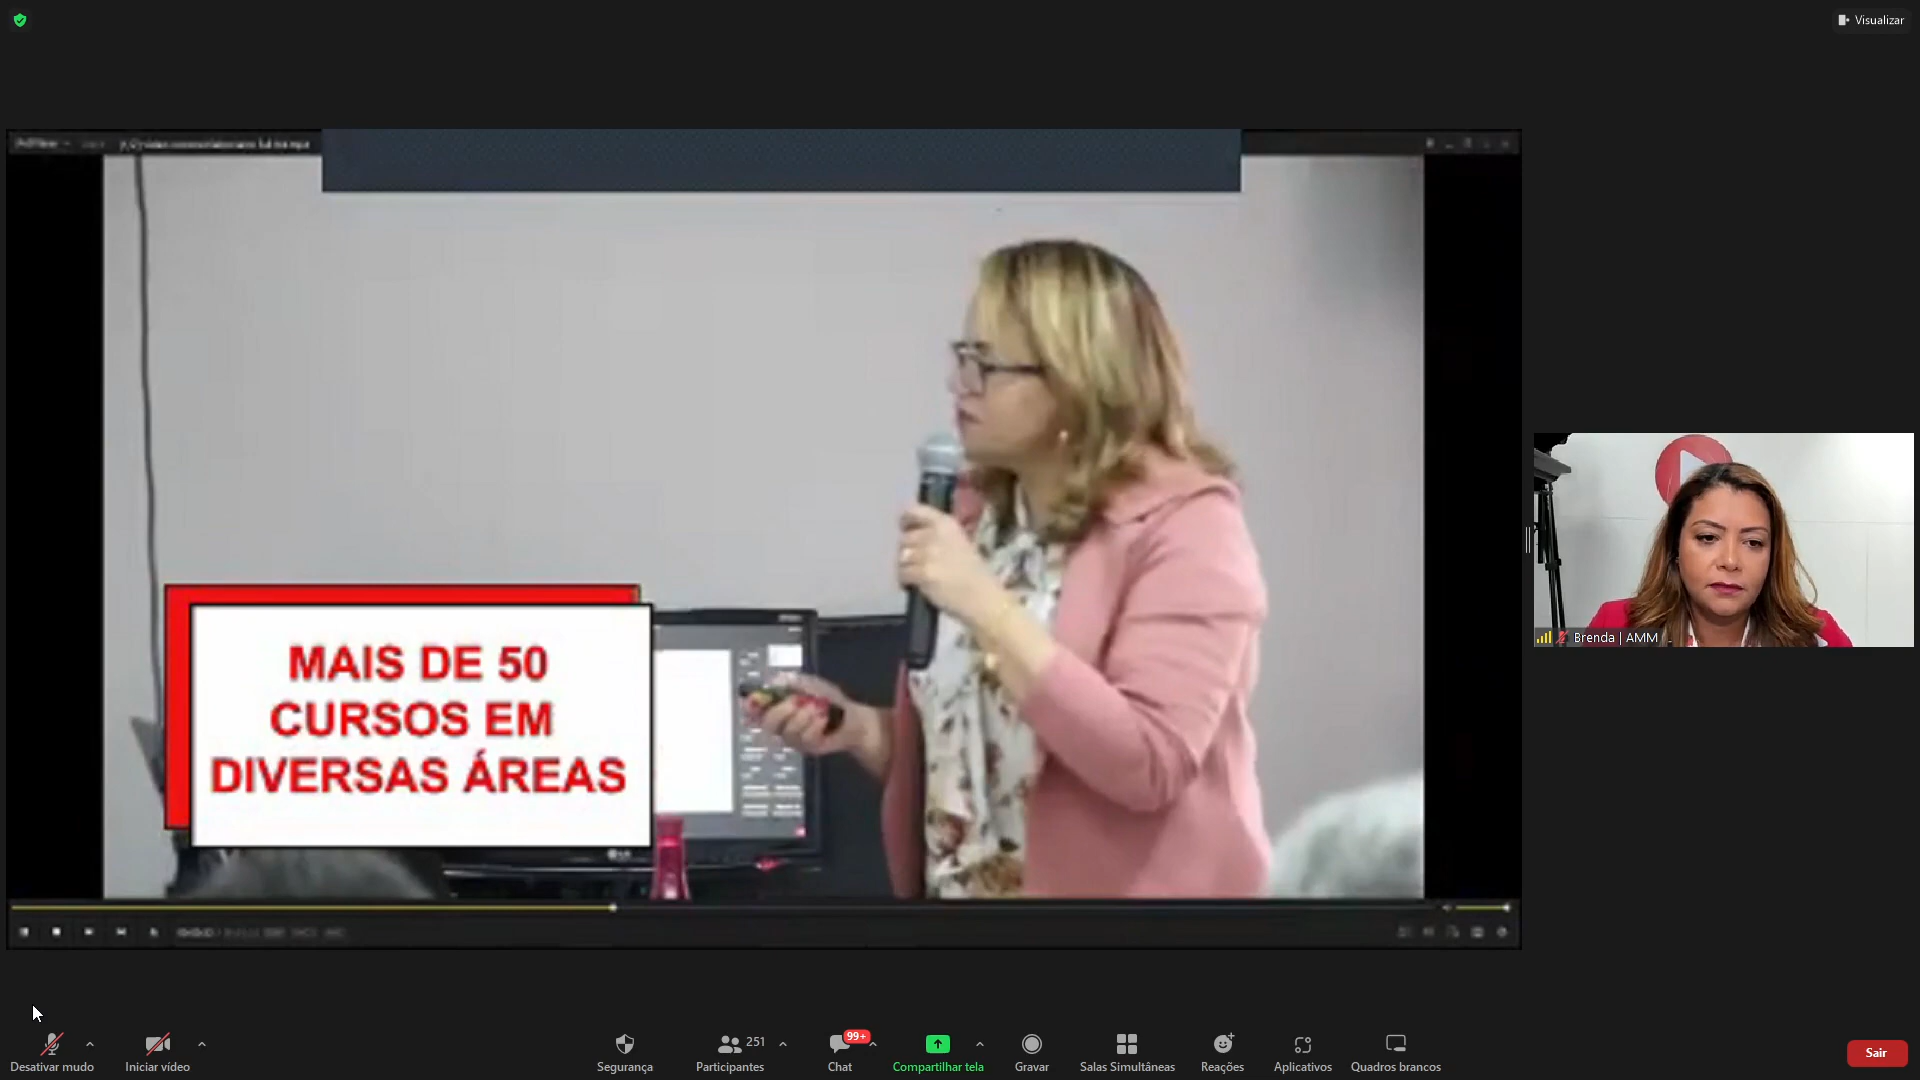 Visualizar
MAIS DE 50
CURSOS EM
DIVERSAS ÁREAS
LG
Brenda | AMM
Desativar mudo
Iniciar vídeo
Segurança
251
Participantes
99+
Chat
Compartilhar tela
Gravar
Salas Simultâneas
Reações
Aplicativos
Quadros brancos
Sair